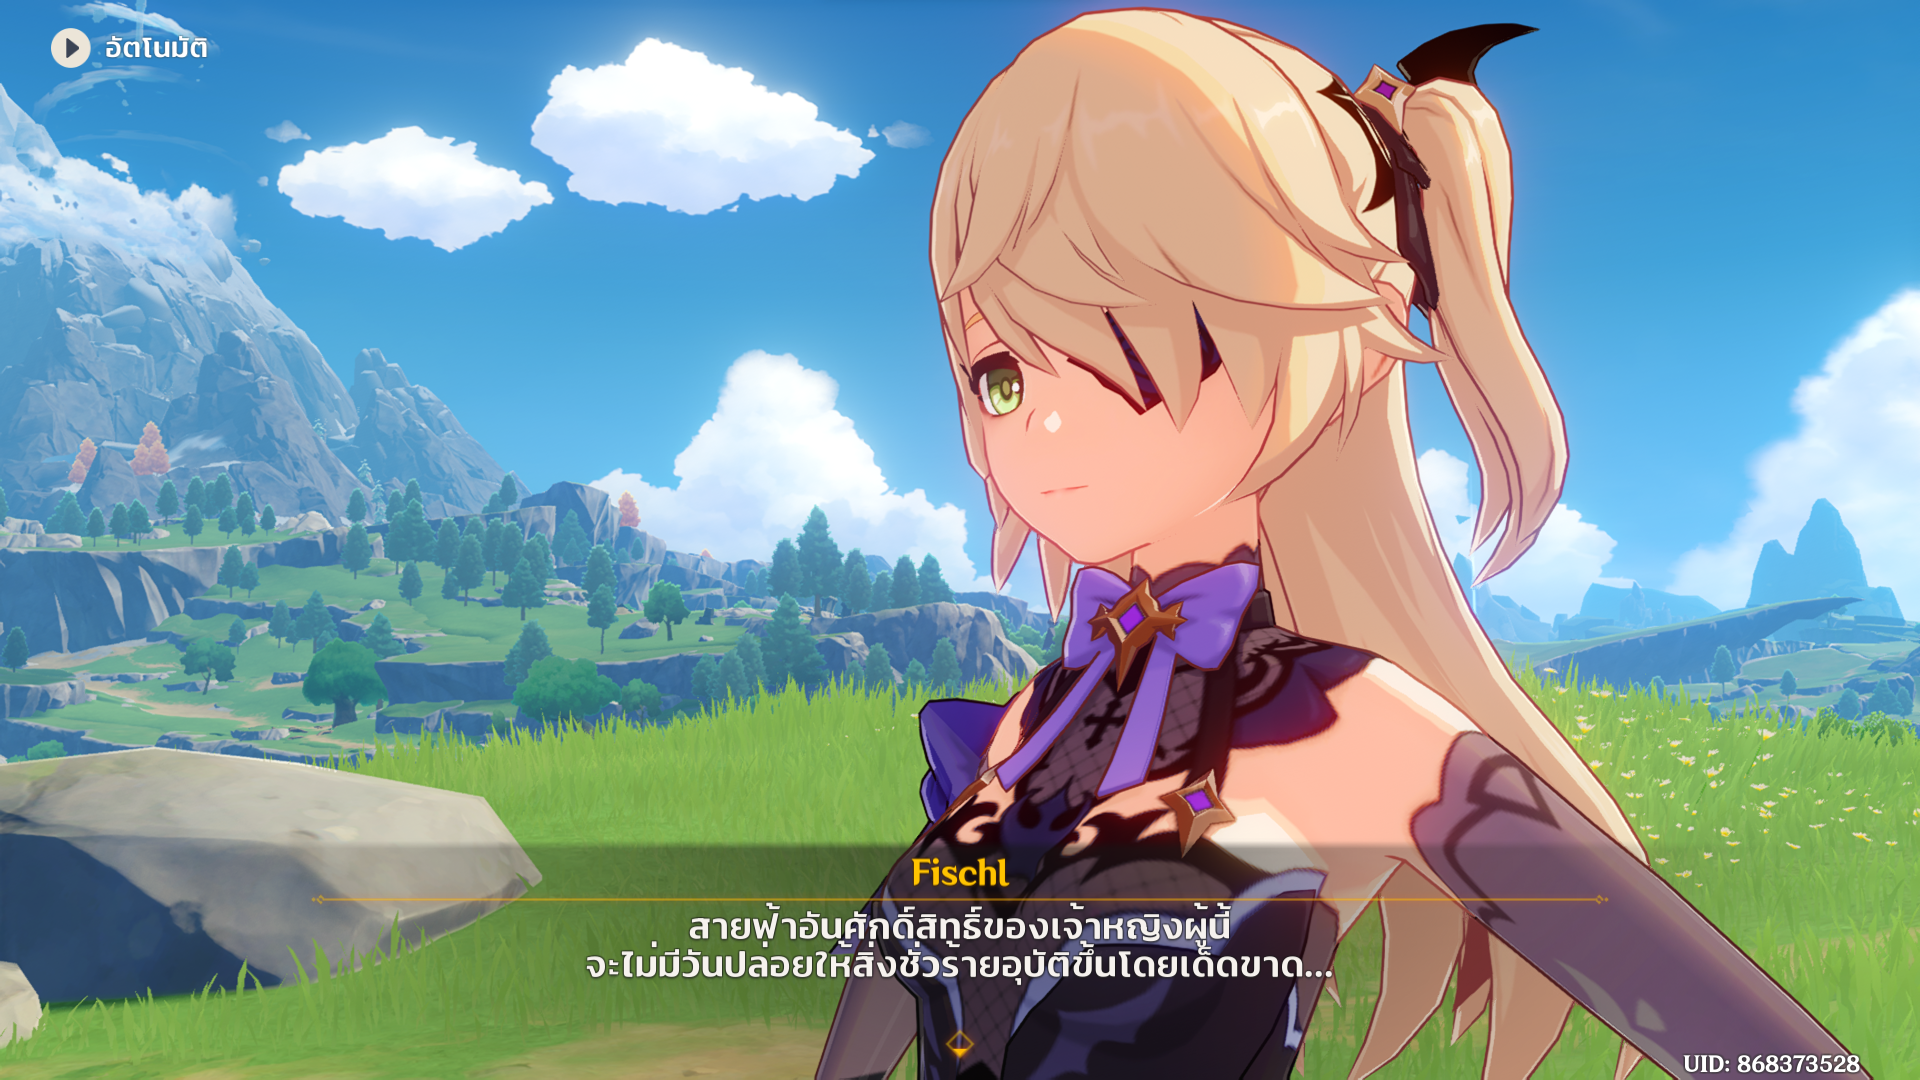 อัตโนมัติ
Fischl
สายฟ้าอันศักดิ์สิทธิ์ของเจ้าหญิงผู้นี้
จะไม่มีวันปล่อยให้สิ่งชั่วร้ายอุบัติขึ้นโดยเด็ดขาด...
UID: 868373528